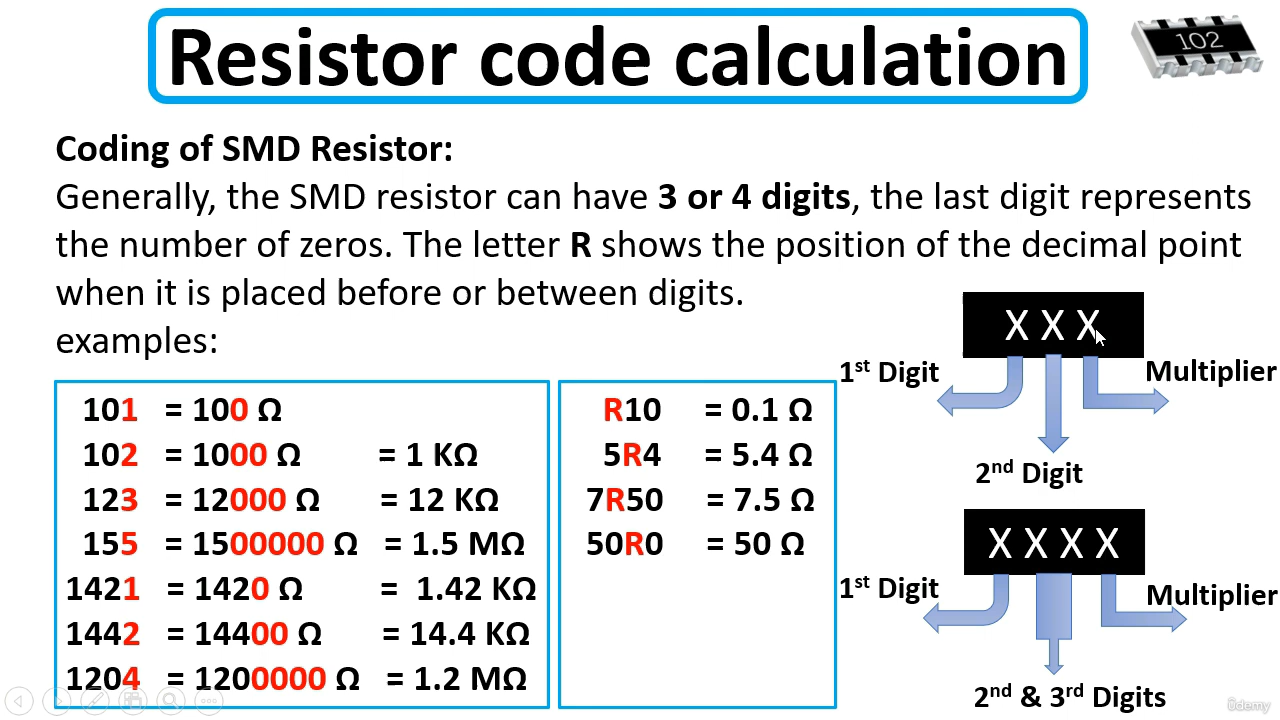 Resistor code calculation
102
Coding of SMD Resistor:
Generally, the SMD resistor can have 3 or 4 digits, the last digit represents
the number of zeros. The letter R shows the position of the decimal point
when it is placed before or between digits.
examples:
101 = 100 Ω
102 = 1000 Ω = 1 KΩ
123 = 12000 Ω = 12 KΩ
155 = 1500000 Ω = 1.5 MΩ
1421 = 1420 Ω = 1.42 KΩ
1442 = 14400 Ω = 14.4 KΩ
1204 = 1200000 Ω = 1.2 MΩ
R10 = 0.1 Ω
5R4 = 5.4 Ω
7R50 = 7.5 Ω
50R0 = 50 Ω
X X X
1st Digit
Multiplier
2nd Digit
X X X X
1st Digit
Multiplier
2nd & 3rd Digits
ûdemy